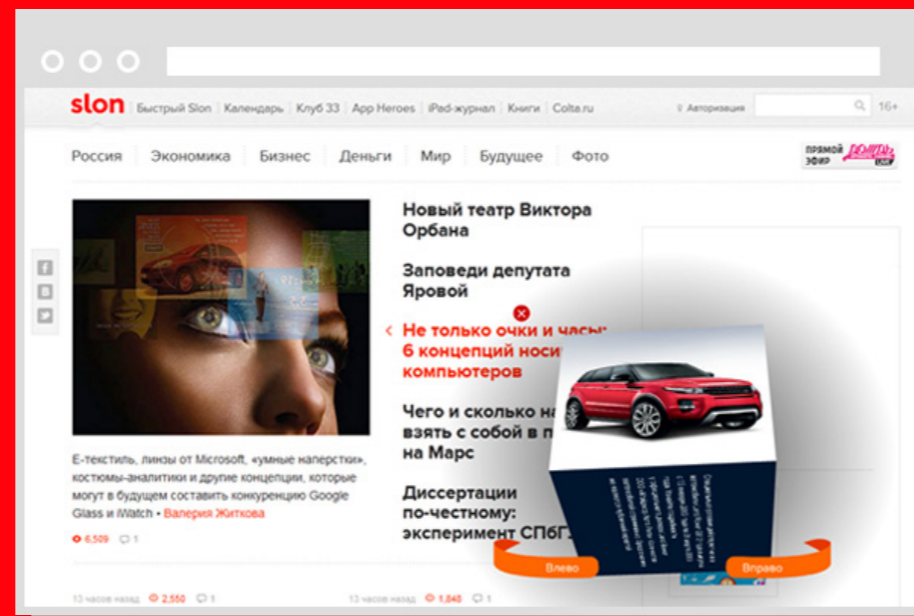 slon Быстрый Slon Календарь Клуб 33 App Heroes iPad-журнал Книги Colta.ru Авторизация 16+
Россия Экономика Бизнес Деньги Мир Будущее Фото
ПРЯМОЙ
ЭФИР
LIVE
Новый театр Виктора
Орбана
Заповеди депутата
Яровой
Не только очки и часы:
6 концепций носи
компьютеров
Чего и сколько на
взять с собой в п
на Марс
Диссертации
по-честному:
эксперимент СПбГ
Е-текстиль, линзы от Microsoft, «умные наперстки»,
костюмы-аналитики и другие концепции, которые
могут в будущем составить конкуренцию Google
Glass и iWatch • Валерия Житкова
6,509 1
Влево
Вправо
13 часов назад 2,550 1
13 часов назад 1,848 1